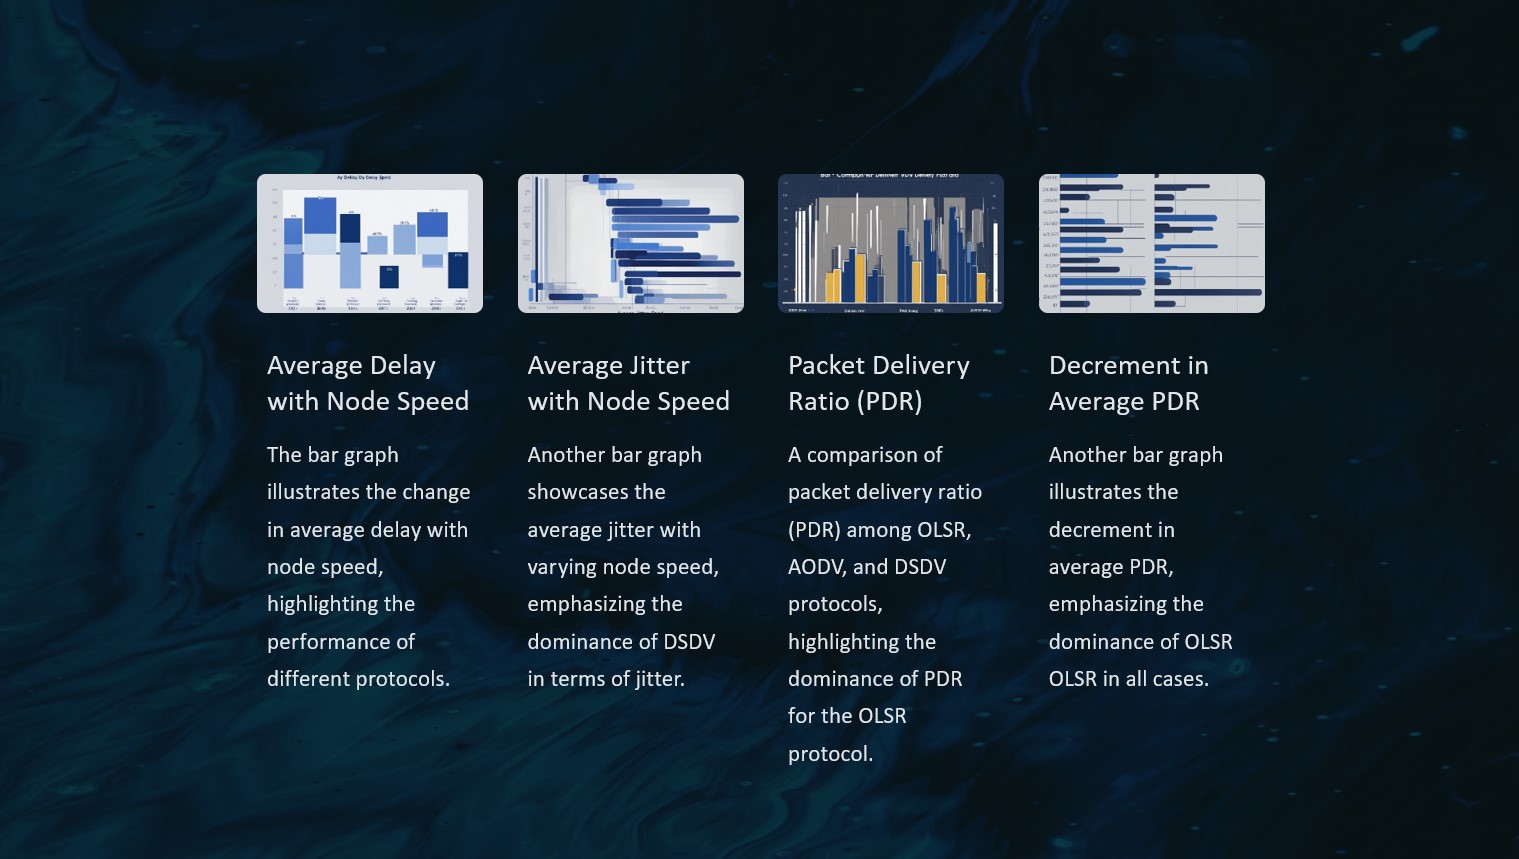 Average Delay
with Node Speed
The bar graph
illustrates the change
in average delay with
node speed,
highlighting the
performance of
different protocols.
Average Jitter
with Node Speed
Another bar graph
showcases the
average jitter with
varying node speed,
emphasizing the
dominance of DSDV
in terms of jitter.
Packet Delivery
Ratio (PDR)
A comparison of
packet delivery ratio
(PDR) among OLSR,
AODV, and DSDV
protocols,
highlighting the
dominance of PDR
for the OLSR
protocol.
Decrement in
Average PDR
Another bar graph
illustrates the
decrement in
average PDR,
emphasizing the
dominance of OLSR
OLSR in all cases.